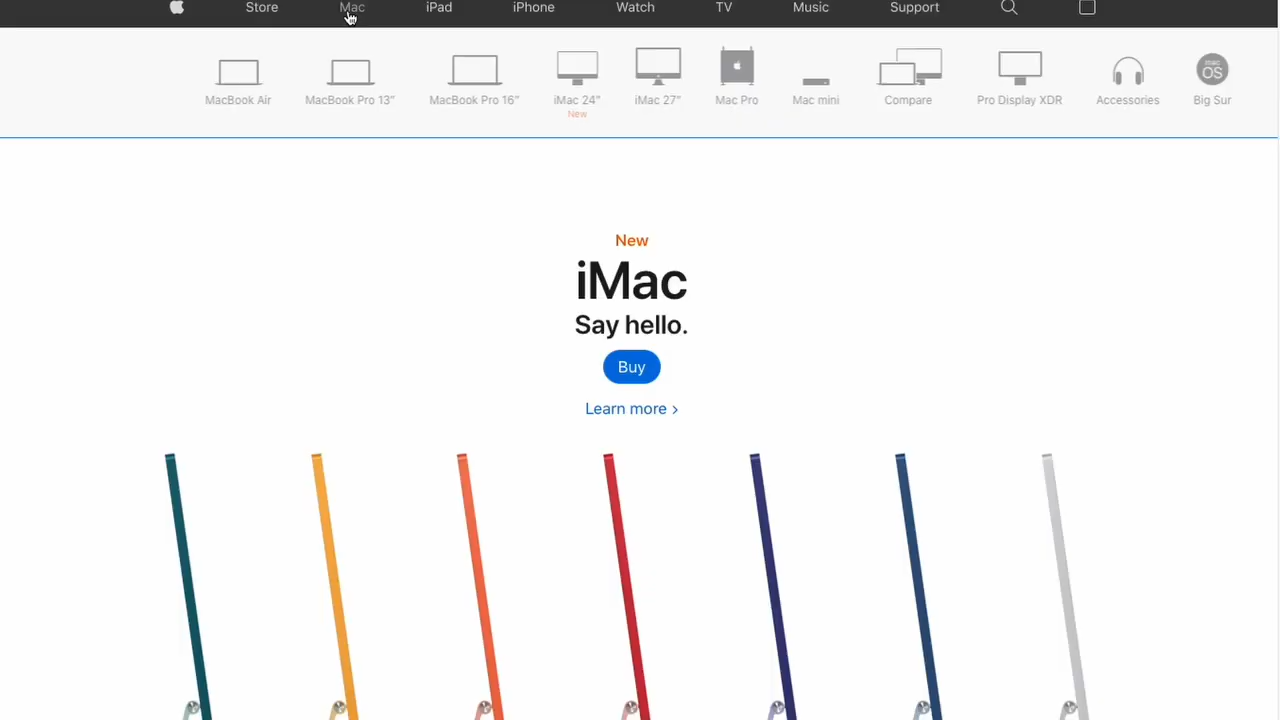 Store Mac iPad iPhone Watch TV Music Support
MacBook Air MacBook Pro 13" MacBook Pro 16" iMac 24" iMac 27" Mac Pro Mac mini Compare Pro Display XDR Accessories Big Sur
New
macOS
New
iMac
Say hello.
Buy
Learn more >